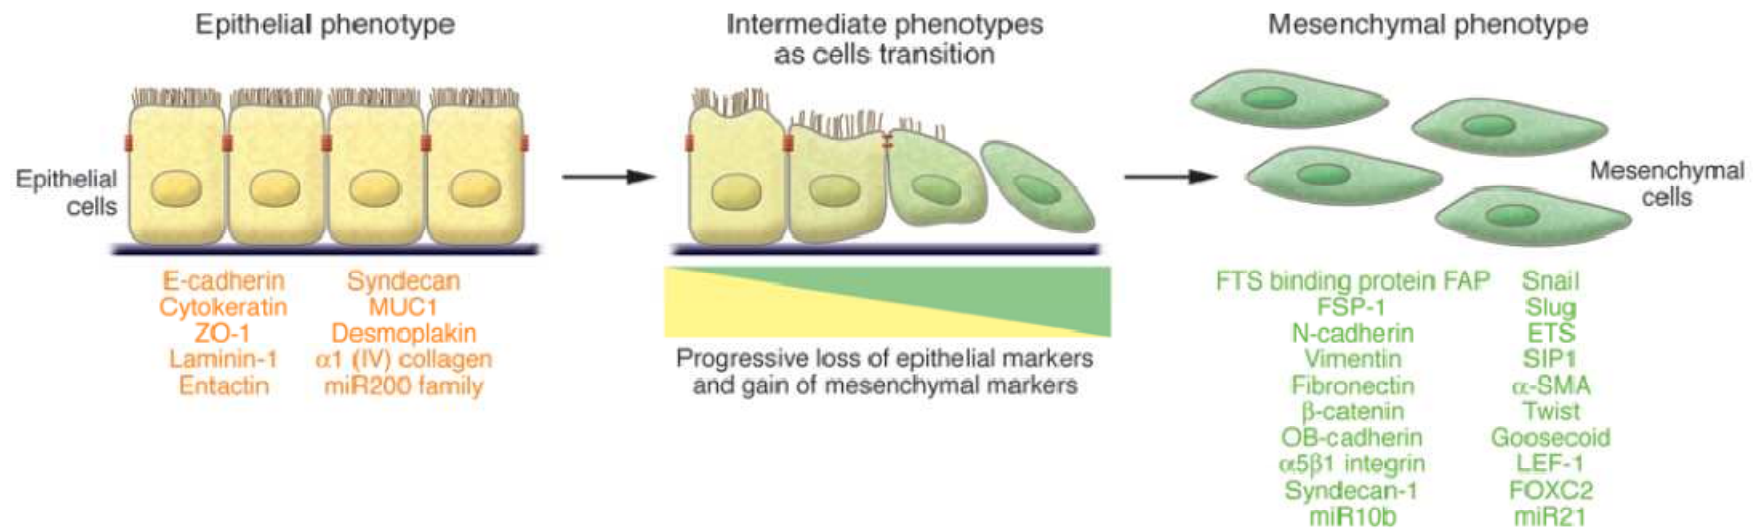 Epithelial phenotype
Intermediate phenotypes
as cells transition
Mesenchymal phenotype
Epithelial
cells
Mesenchymal
cells
E-cadherin
Cytokeratin
ZO-1
Laminin-1
Entactin
Syndecan
MUC1
Desmoplakin
α1 (IV) collagen
miR200 family
Progressive loss of epithelial markers
and gain of mesenchymal markers
FTS binding protein FAP
FSP-1
N-cadherin
Vimentin
Fibronectin
β-catenin
OB-cadherin
α5β1 integrin
Syndecan-1
miR10b
Snail
Slug
ETS
SIP1
α-SMA
Twist
Goosecoid
LEF-1
FOXC2
miR21